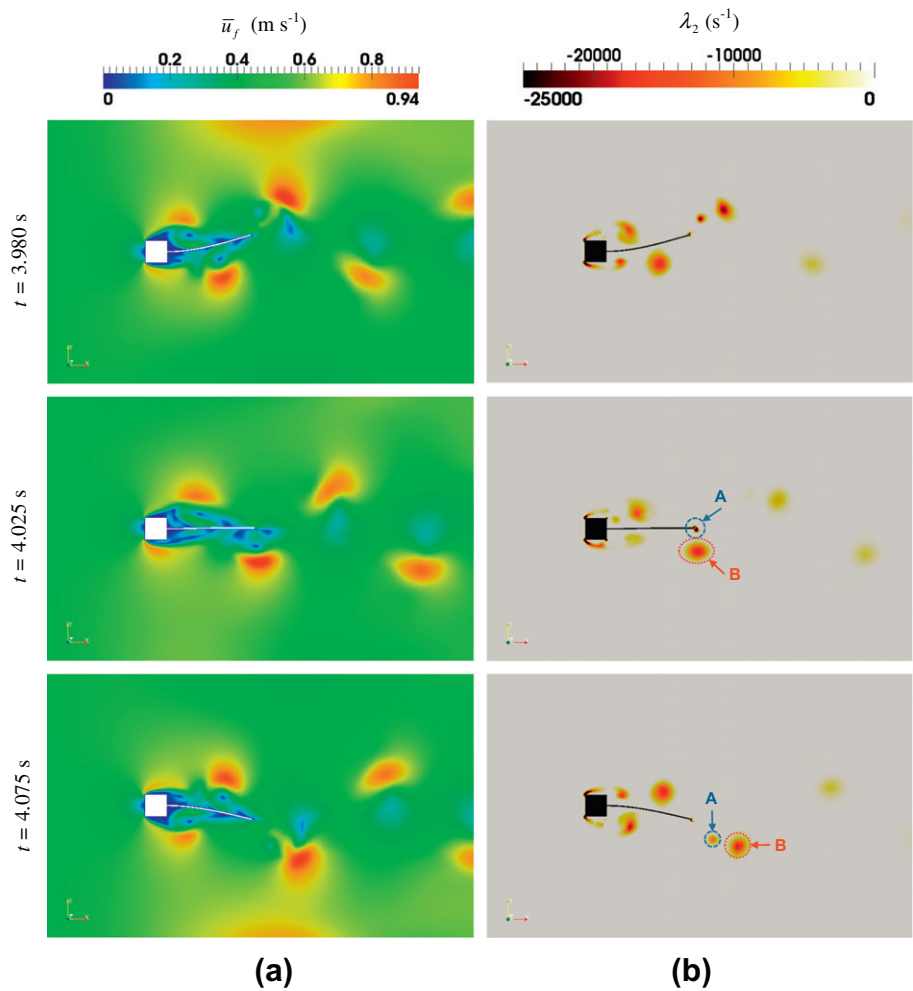 u̅_f (m s⁻¹)
0.2 0.4 0.6 0.8
0 0.94
λ₂ (s⁻¹)
-20000 -10000
-25000 0
t = 3.980 s
t = 4.025 s
A
B
t = 4.075 s
A
B
(a) (b)